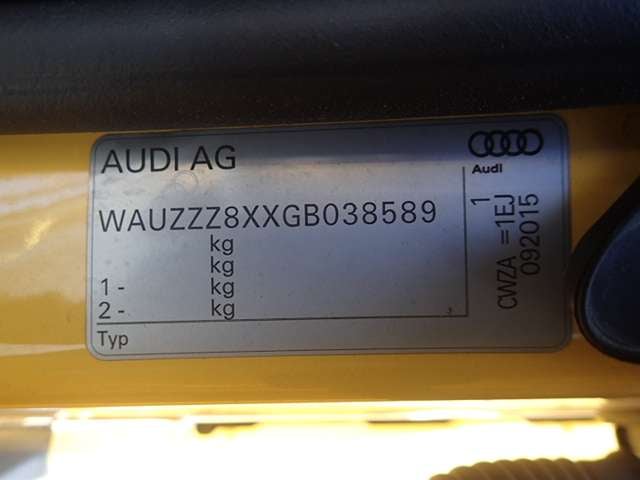 AUDI AG
Audi
WAUZZZ8XXGB038589
kg
kg
1 - kg
2 - kg
Typ
1
CWZA =1EJ
092015